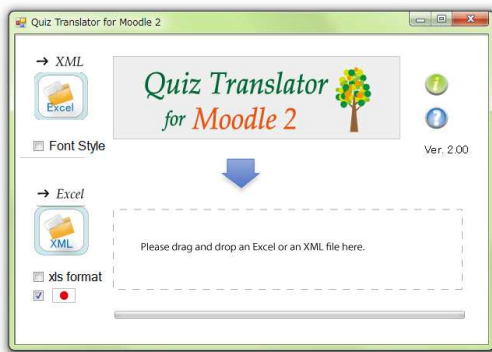 Quiz Translator for Moodle 2
→ XML
Excel
Font Style
Quiz Translator
for Moodle 2
Ver. 2.00
→ Excel
XML
xls format
Please drag and drop an Excel or an XML file here.